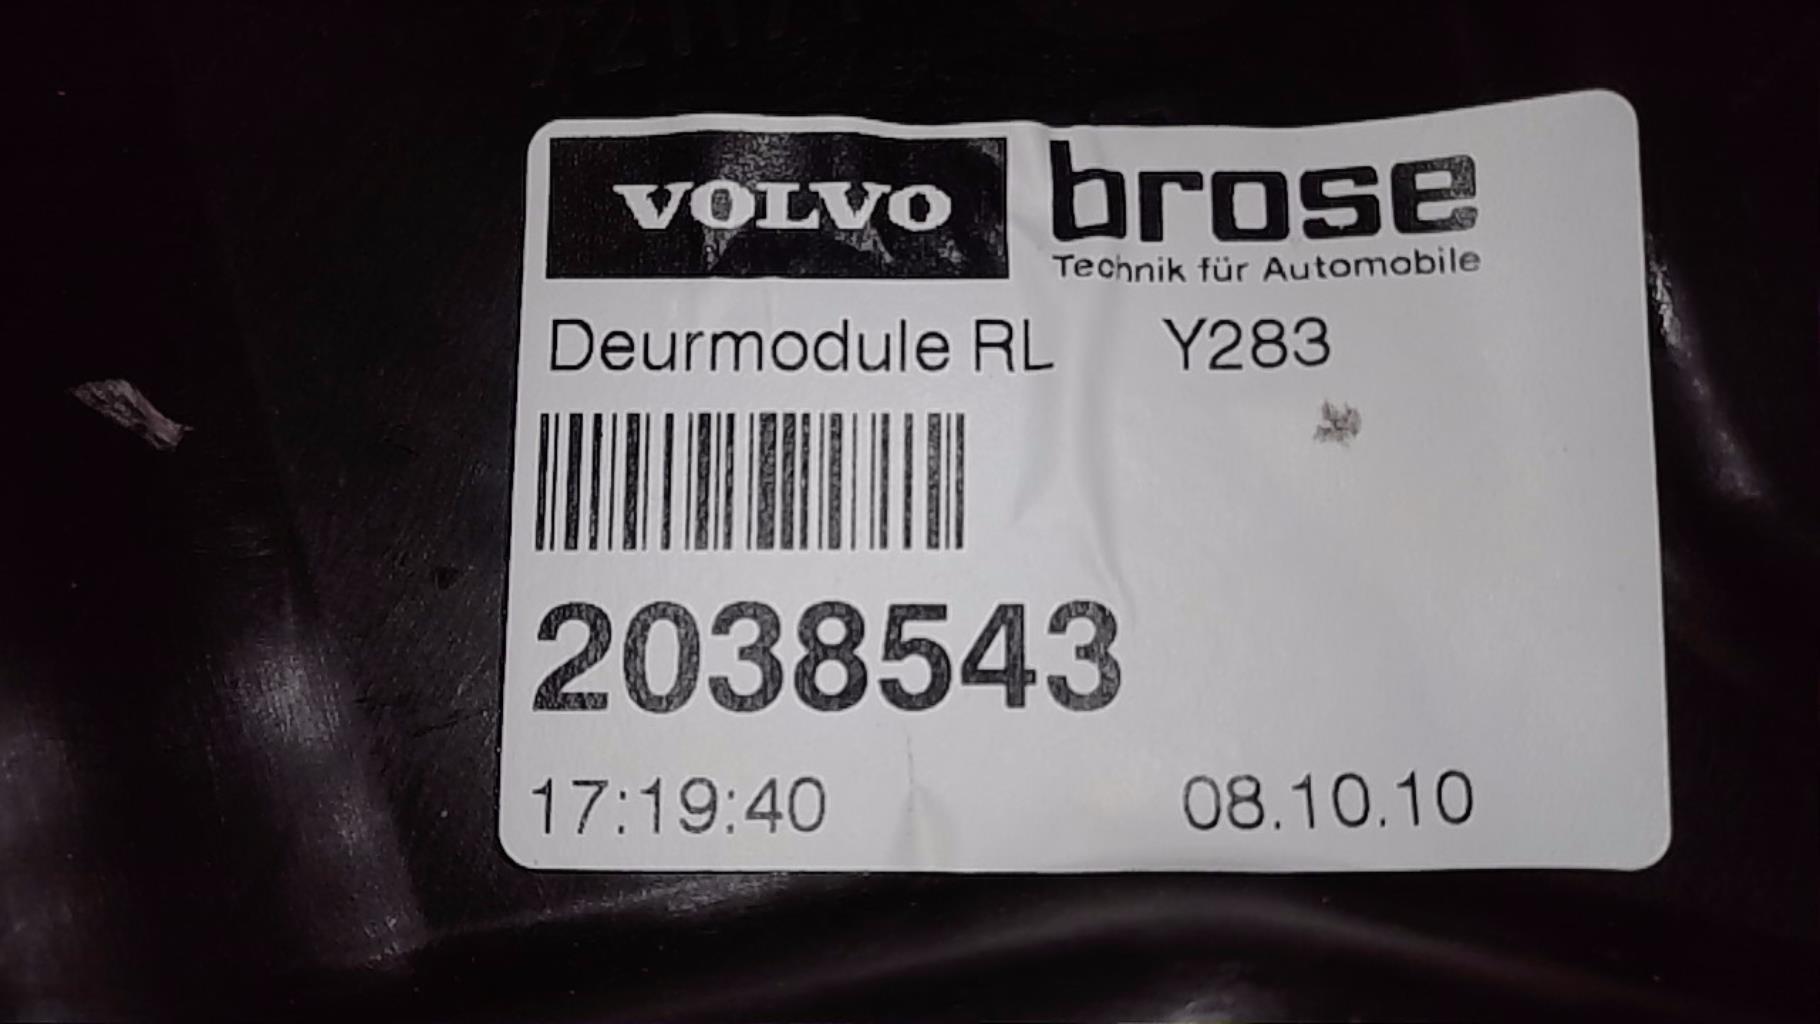 VOLVO brose
Technik für Automobile
Deurmodule RL Y283
2038543
17:19:40 08.10.10